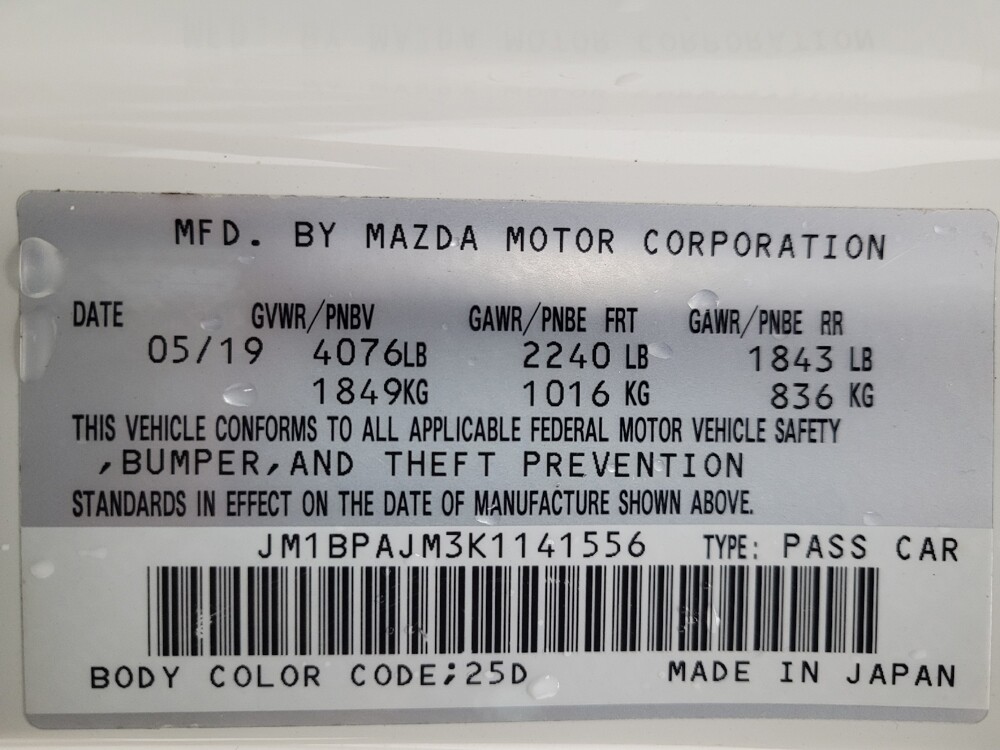 MFD. BY MAZDA MOTOR CORPORATION
DATE GVWR/PNBV GAWR/PNBE FRT GAWR/PNBE RR
05/19 4076LB 2240 LB 1843 LB
1849KG 1016 KG 836 KG
THIS VEHICLE CONFORMS TO ALL APPLICABLE FEDERAL MOTOR VEHICLE SAFETY
,BUMPER,AND THEFT PREVENTION
STANDARDS IN EFFECT ON THE DATE OF MANUFACTURE SHOWN ABOVE.
JM1BPAJM3K1141556 TYPE: PASS CAR
BODY COLOR CODE;25D MADE IN JAPAN